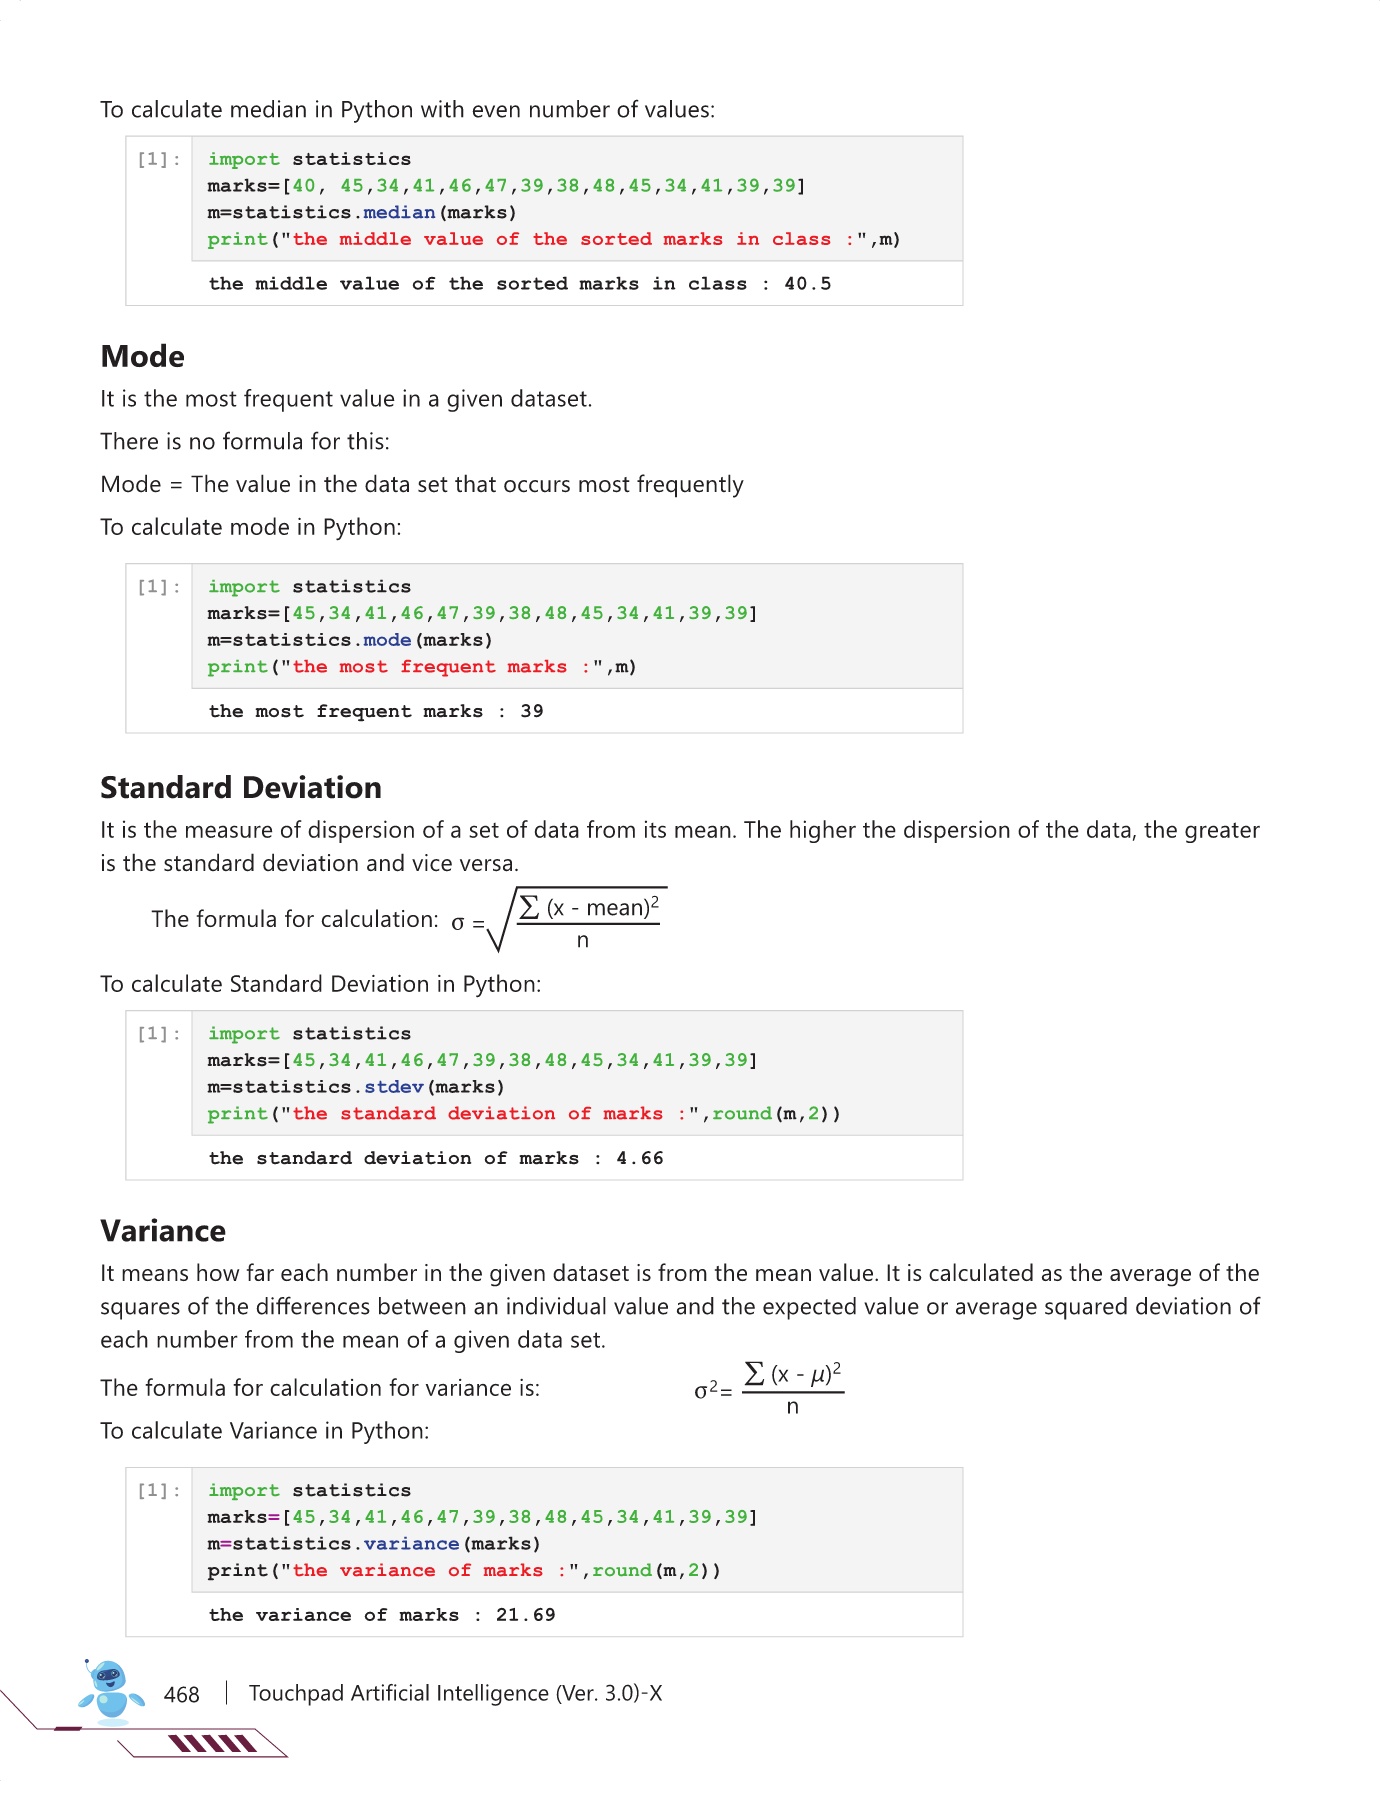 To calculate median in Python with even number of values:
[1]: import statistics
marks=[40, 45,34,41,46,47,39,38,48,45,34,41,39,39]
m=statistics.median(marks)
print("the middle value of the sorted marks in class :",m)
the middle value of the sorted marks in class : 40.5
Mode
It is the most frequent value in a given dataset.
There is no formula for this:
Mode = The value in the data set that occurs most frequently
To calculate mode in Python:
[1]: import statistics
marks=[45,34,41,46,47,39,38,48,45,34,41,39,39]
m=statistics.mode(marks)
print("the most frequent marks :",m)
the most frequent marks : 39
Standard Deviation
It is the measure of dispersion of a set of data from its mean. The higher the dispersion of the data, the greater
is the standard deviation and vice versa.
The formula for calculation: σ = √(∑ (x - mean)² / n)
To calculate Standard Deviation in Python:
[1]: import statistics
marks=[45,34,41,46,47,39,38,48,45,34,41,39,39]
m=statistics.stdev(marks)
print("the standard deviation of marks :",round(m,2))
the standard deviation of marks : 4.66
Variance
It means how far each number in the given dataset is from the mean value. It is calculated as the average of the
squares of the differences between an individual value and the expected value or average squared deviation of
each number from the mean of a given data set.
The formula for calculation for variance is: σ²= ∑ (x - μ)² / n
To calculate Variance in Python:
[1]: import statistics
marks=[45,34,41,46,47,39,38,48,45,34,41,39,39]
m=statistics.variance(marks)
print("the variance of marks :",round(m,2))
the variance of marks : 21.69
468 | Touchpad Artificial Intelligence (Ver. 3.0)-X